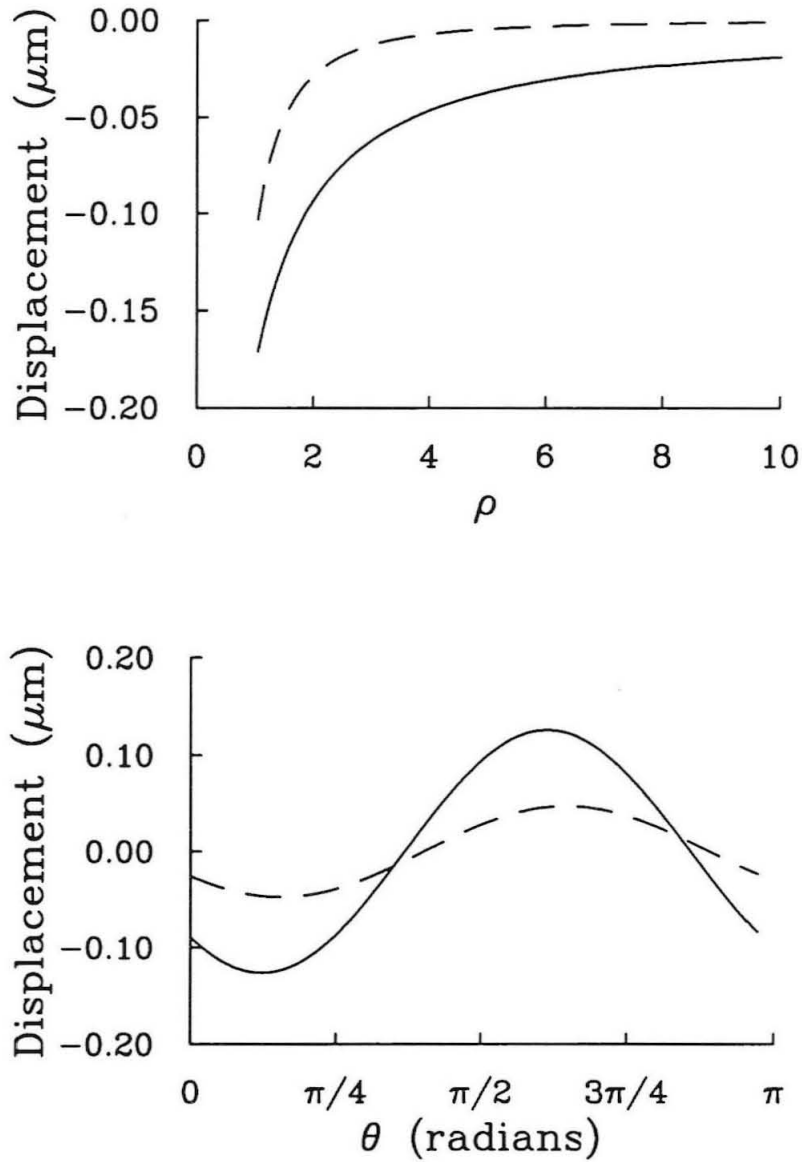 Displacement (μm)
0.00
−0.05
−0.10
−0.15
−0.20
0 2 4 6 8 10
ρ
Displacement (μm)
0.20
0.10
0.00
−0.10
−0.20
0 π/4 π/2 3π/4 π
θ (radians)